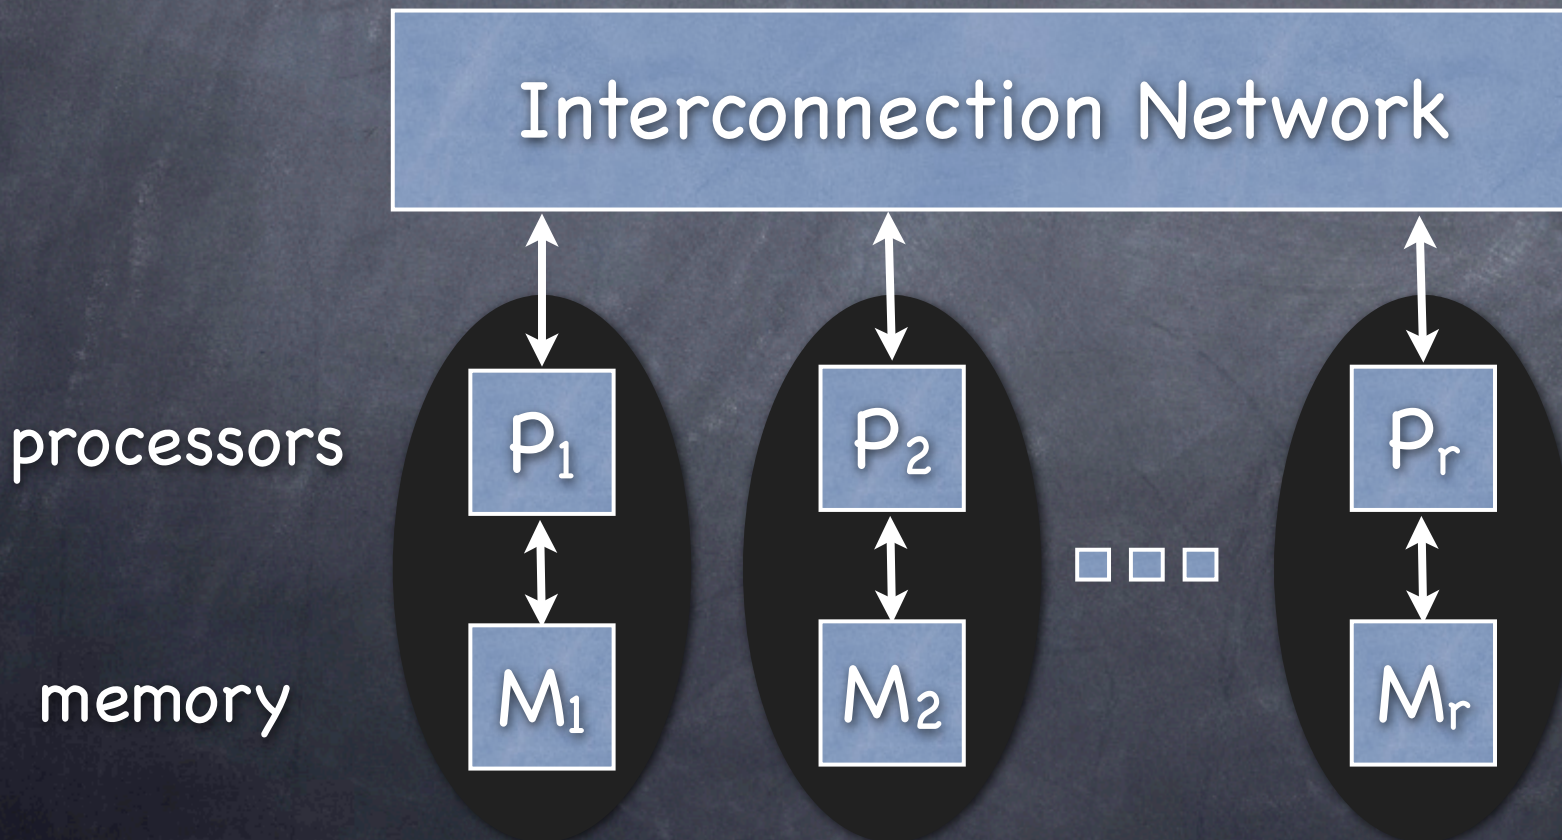 Interconnection Network
processors
P₁ P₂ Pᵣ
memory
M₁ M₂ Mᵣ